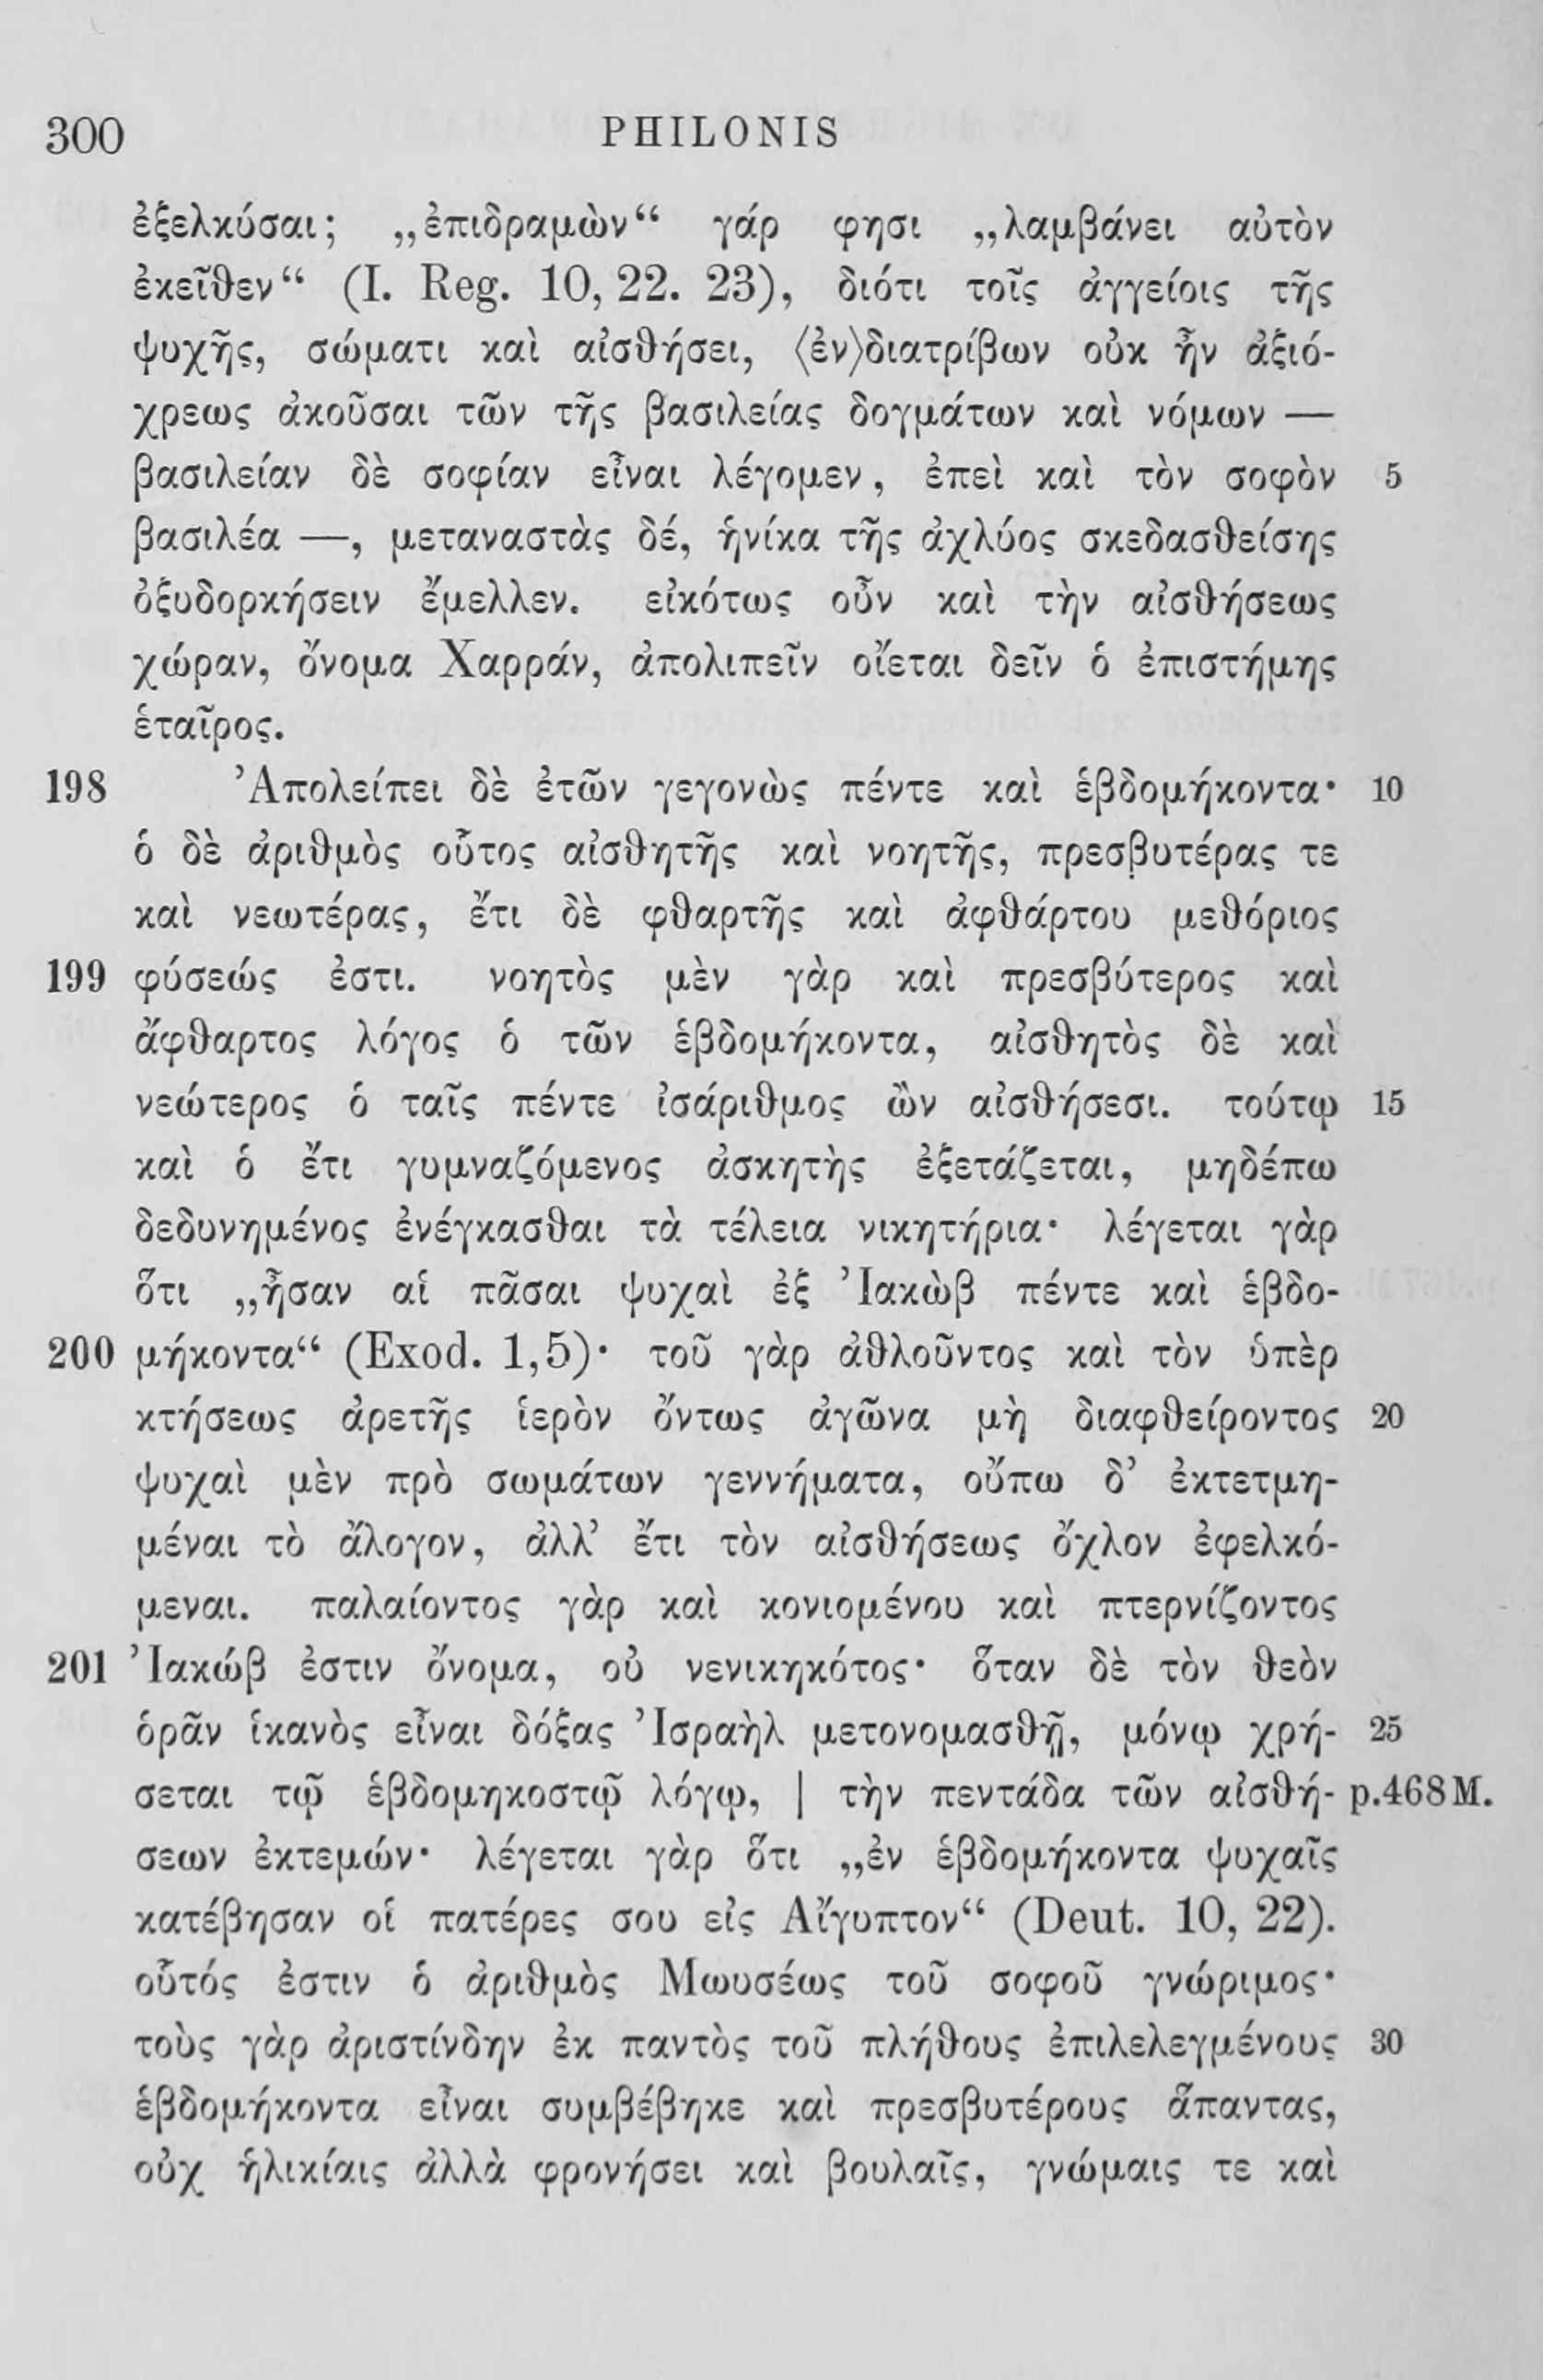 300 PHILONIS
ἐξελκύσαι; „ἐπιδραμὼν“ γάρ φησι „λαμβάνει αὐτὸν
ἐκεῖθεν“ (I. Reg. 10, 22. 23), διότι τοῖς ἀγγείοις τῆς
ψυχῆς, σώματι καὶ αἰσθήσει, ⟨ἐν⟩διατρίβων οὐκ ἦν ἀξιό-
χρεως ἀκοῦσαι τῶν τῆς βασιλείας δογμάτων καὶ νόμων —
βασιλείαν δὲ σοφίαν εἶναι λέγομεν, ἐπεὶ καὶ τὸν σοφὸν 5
βασιλέα —, μεταναστὰς δέ, ἡνίκα τῆς ἀχλύος σκεδασθείσης
ὀξυδορκήσειν ἔμελλεν. εἰκότως οὖν καὶ τὴν αἰσθήσεως
χώραν, ὄνομα Χαρράν, ἀπολιπεῖν οἴεται δεῖν ὁ ἐπιστήμης
ἑταῖρος.
198 Ἀπολείπει δὲ ἐτῶν γεγονὼς πέντε καὶ ἑβδομήκοντα· 10
ὁ δὲ ἀριθμὸς οὗτος αἰσθητῆς καὶ νοητῆς, πρεσβυτέρας τε
καὶ νεωτέρας, ἔτι δὲ φθαρτῆς καὶ ἀφθάρτου μεθόριος
199 φύσεώς ἐστι. νοητὸς μὲν γὰρ καὶ πρεσβύτερος καὶ
ἄφθαρτος λόγος ὁ τῶν ἑβδομήκοντα, αἰσθητὸς δὲ καὶ
νεώτερος ὁ ταῖς πέντε ἰσάριθμος ὢν αἰσθήσεσι. τούτῳ 15
καὶ ὁ ἔτι γυμναζόμενος ἀσκητὴς ἐξετάζεται, μηδέπω
δεδυνημένος ἐνέγκασθαι τὰ τέλεια νικητήρια· λέγεται γὰρ
ὅτι „ἦσαν αἱ πᾶσαι ψυχαὶ ἐξ Ἰακὼβ πέντε καὶ ἑβδο-
200 μήκοντα“ (Exod. 1,5)· τοῦ γὰρ ἀθλοῦντος καὶ τὸν ὑπὲρ
κτήσεως ἀρετῆς ἱερὸν ὄντως ἀγῶνα μὴ διαφθείροντος 20
ψυχαὶ μὲν πρὸ σωμάτων γεννήματα, οὔπω δ’ ἐκτετμη-
μέναι τὸ ἄλογον, ἀλλ’ ἔτι τὸν αἰσθήσεως ὄχλον ἐφελκό-
μεναι. παλαίοντος γὰρ καὶ κονιομένου καὶ πτερνίζοντος
201 Ἰακώβ ἐστιν ὄνομα, οὐ νενικηκότος· ὅταν δὲ τὸν θεὸν
ὁρᾶν ἱκανὸς εἶναι δόξας Ἰσραὴλ μετονομασθῇ, μόνῳ χρή- 25
σεται τῷ ἑβδομηκοστῷ λόγῳ, | τὴν πεντάδα τῶν αἰσθή- p.468 M.
σεων ἐκτεμών· λέγεται γὰρ ὅτι „ἐν ἑβδομήκοντα ψυχαῖς
κατέβησαν οἱ πατέρες σου εἰς Αἴγυπτον“ (Deut. 10, 22).
οὗτός ἐστιν ὁ ἀριθμὸς Μωυσέως τοῦ σοφοῦ γνώριμος·
τοὺς γὰρ ἀριστίνδην ἐκ παντὸς τοῦ πλήθους ἐπιλελεγμένους 30
ἑβδομήκοντα εἶναι συμβέβηκε καὶ πρεσβυτέρους ἅπαντας,
οὐχ ἡλικίαις ἀλλὰ φρονήσει καὶ βουλαῖς, γνώμαις τε καὶ